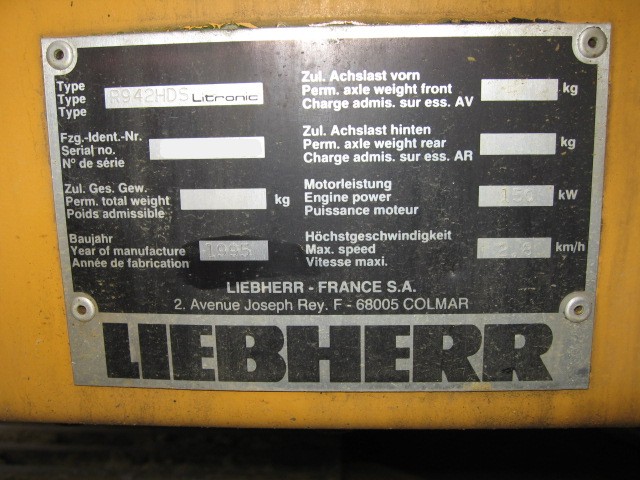 Type
Type R942HDS Litronic
Type
Fzg.-Ident.-Nr.
Serial no.
N° de série
Zul. Ges. Gew.
Perm. total weight kg
Poids admissible
Baujahr
Year of manufacture 1995
Année de fabrication
Zul. Achslast vorn
Perm. axle weight front kg
Charge admis. sur ess. AV
Zul. Achslast hinten
Perm. axle weight rear kg
Charge admis. sur ess. AR
Motorleistung
Engine power kW
Puissance moteur
Höchstgeschwindigkeit
Max. speed km/h
Vitesse maxi.
LIEBHERR - FRANCE S.A.
2. Avenue Joseph Rey. F - 68005 COLMAR
LIEBHERR